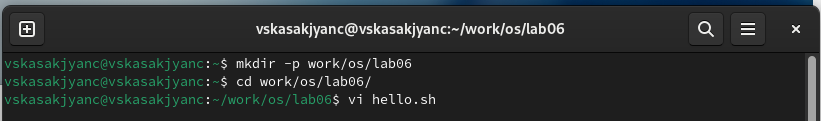 vskasakjyanc@vskasakjyanc:~/work/os/lab06
vskasakjyanc@vskasakjyanc:~$ mkdir -p work/os/lab06
vskasakjyanc@vskasakjyanc:~$ cd work/os/lab06/
vskasakjyanc@vskasakjyanc:~/work/os/lab06$ vi hello.sh